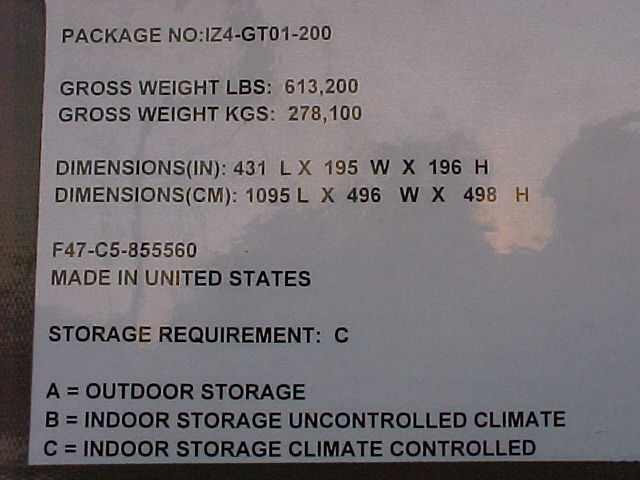 PACKAGE NO:IZ4-GT01-200
GROSS WEIGHT LBS: 613,200
GROSS WEIGHT KGS: 278,100
DIMENSIONS(IN): 431 L X 195 W X 196 H
DIMENSIONS(CM): 1095 L X 496 W X 498 H
F47-C5-855560
MADE IN UNITED STATES
STORAGE REQUIREMENT: C
A = OUTDOOR STORAGE
B = INDOOR STORAGE UNCONTROLLED CLIMATE
C = INDOOR STORAGE CLIMATE CONTROLLED